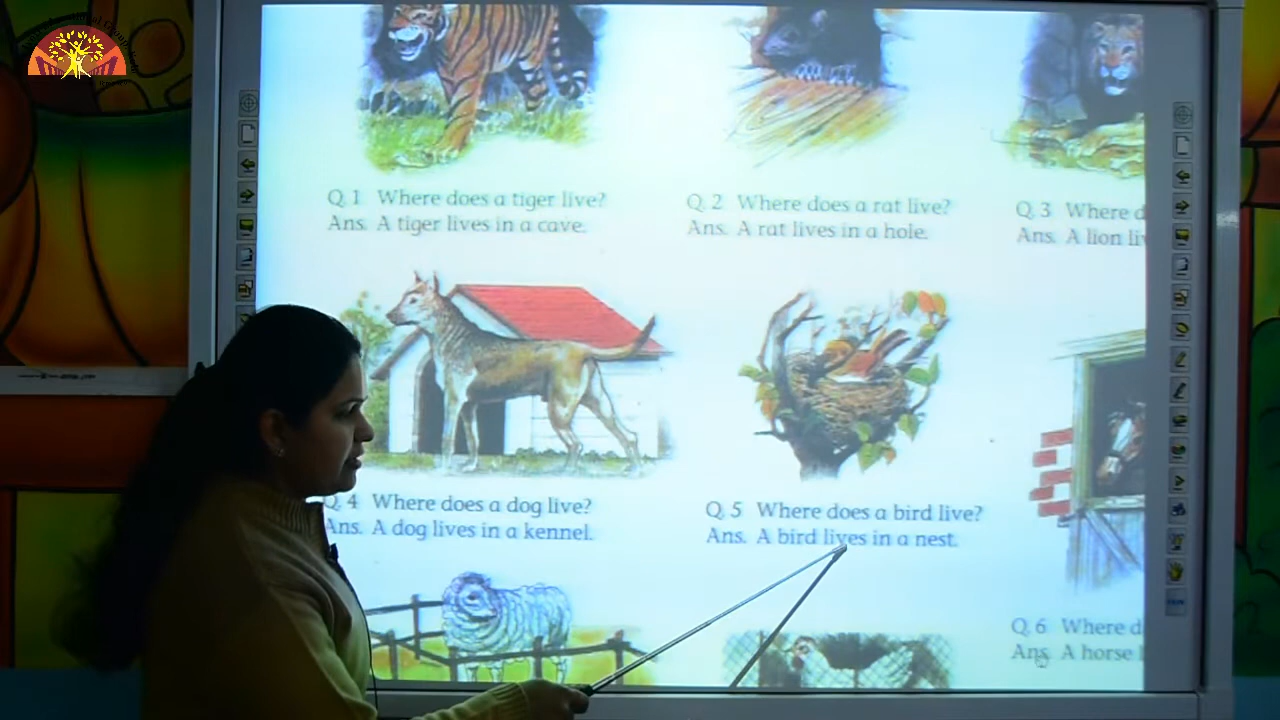 Q. 1 Where does a tiger live?
Ans. A tiger lives in a cave.
Q. 2 Where does a rat live?
Ans. A rat lives in a hole.
Q. 3 Where d
Ans. A lion liv
Q. 4 Where does a dog live?
Ans. A dog lives in a kennel.
Q. 5 Where does a bird live?
Ans. A bird lives in a nest.
Q. 6 Where d
Ans. A horse l